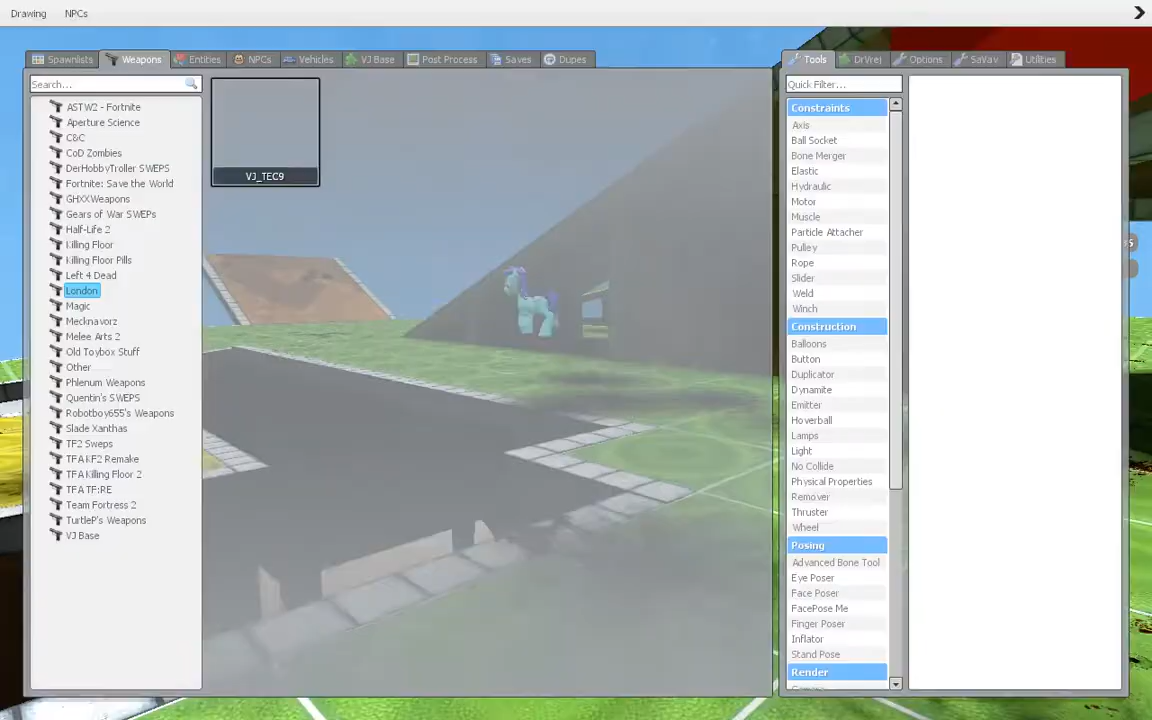 Drawing NPCs
Spawnlists Weapons Entities NPCs Vehicles VJ Base Post Process Saves Dupes
Tools DrVrej Options SaVav Utilities
Search...
ASTW2 - Fortnite
Aperture Science
C&C
CoD Zombies
DerHobbyTroller SWEPS
Fortnite: Save the World
GHXXWeapons
Gears of War SWEPs
Half-Life 2
Killing Floor
Killing Floor Pills
Left 4 Dead
London
Magic
Mecknavorz
Melee Arts 2
Old Toybox Stuff
Other
Phlenum Weapons
Quentin's SWEPS
Robotboy655's Weapons
Slade Xanthas
TF2 Sweps
TFA KF2 Remake
TFA Killing Floor 2
TFA TF:RE
Team Fortress 2
TurtleP's Weapons
VJ Base
VJ_TEC9
Quick Filter...
Constraints
Axis
Ball Socket
Bone Merger
Elastic
Hydraulic
Motor
Muscle
Particle Attacher
Pulley
Rope
Slider
Weld
Winch
Construction
Balloons
Button
Duplicator
Dynamite
Emitter
Hoverball
Lamps
Light
No Collide
Physical Properties
Remover
Thruster
Wheel
Posing
Advanced Bone Tool
Eye Poser
Face Poser
FacePose Me
Finger Poser
Inflator
Stand Pose
Render